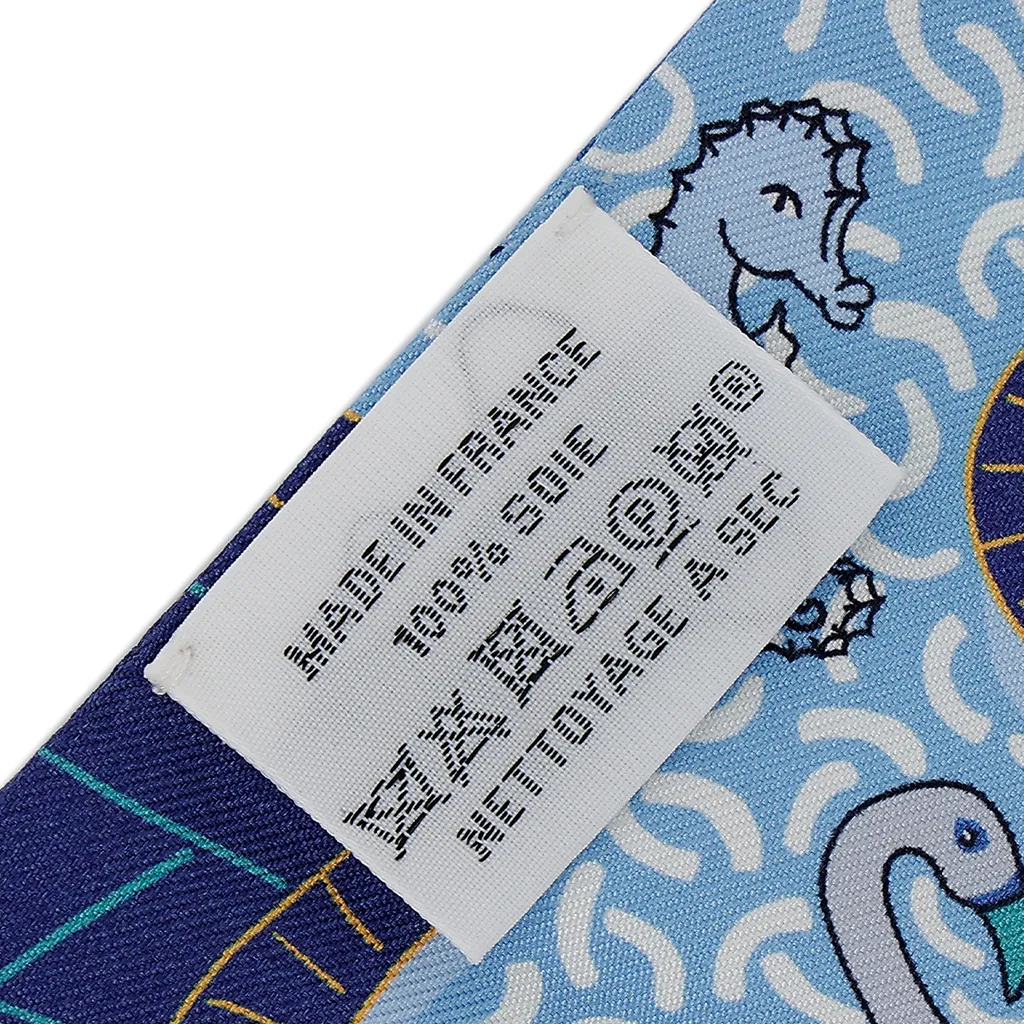 MADE IN FRANCE
100% SOIE
Ⓟ ®
NETTOYAGE A SEC